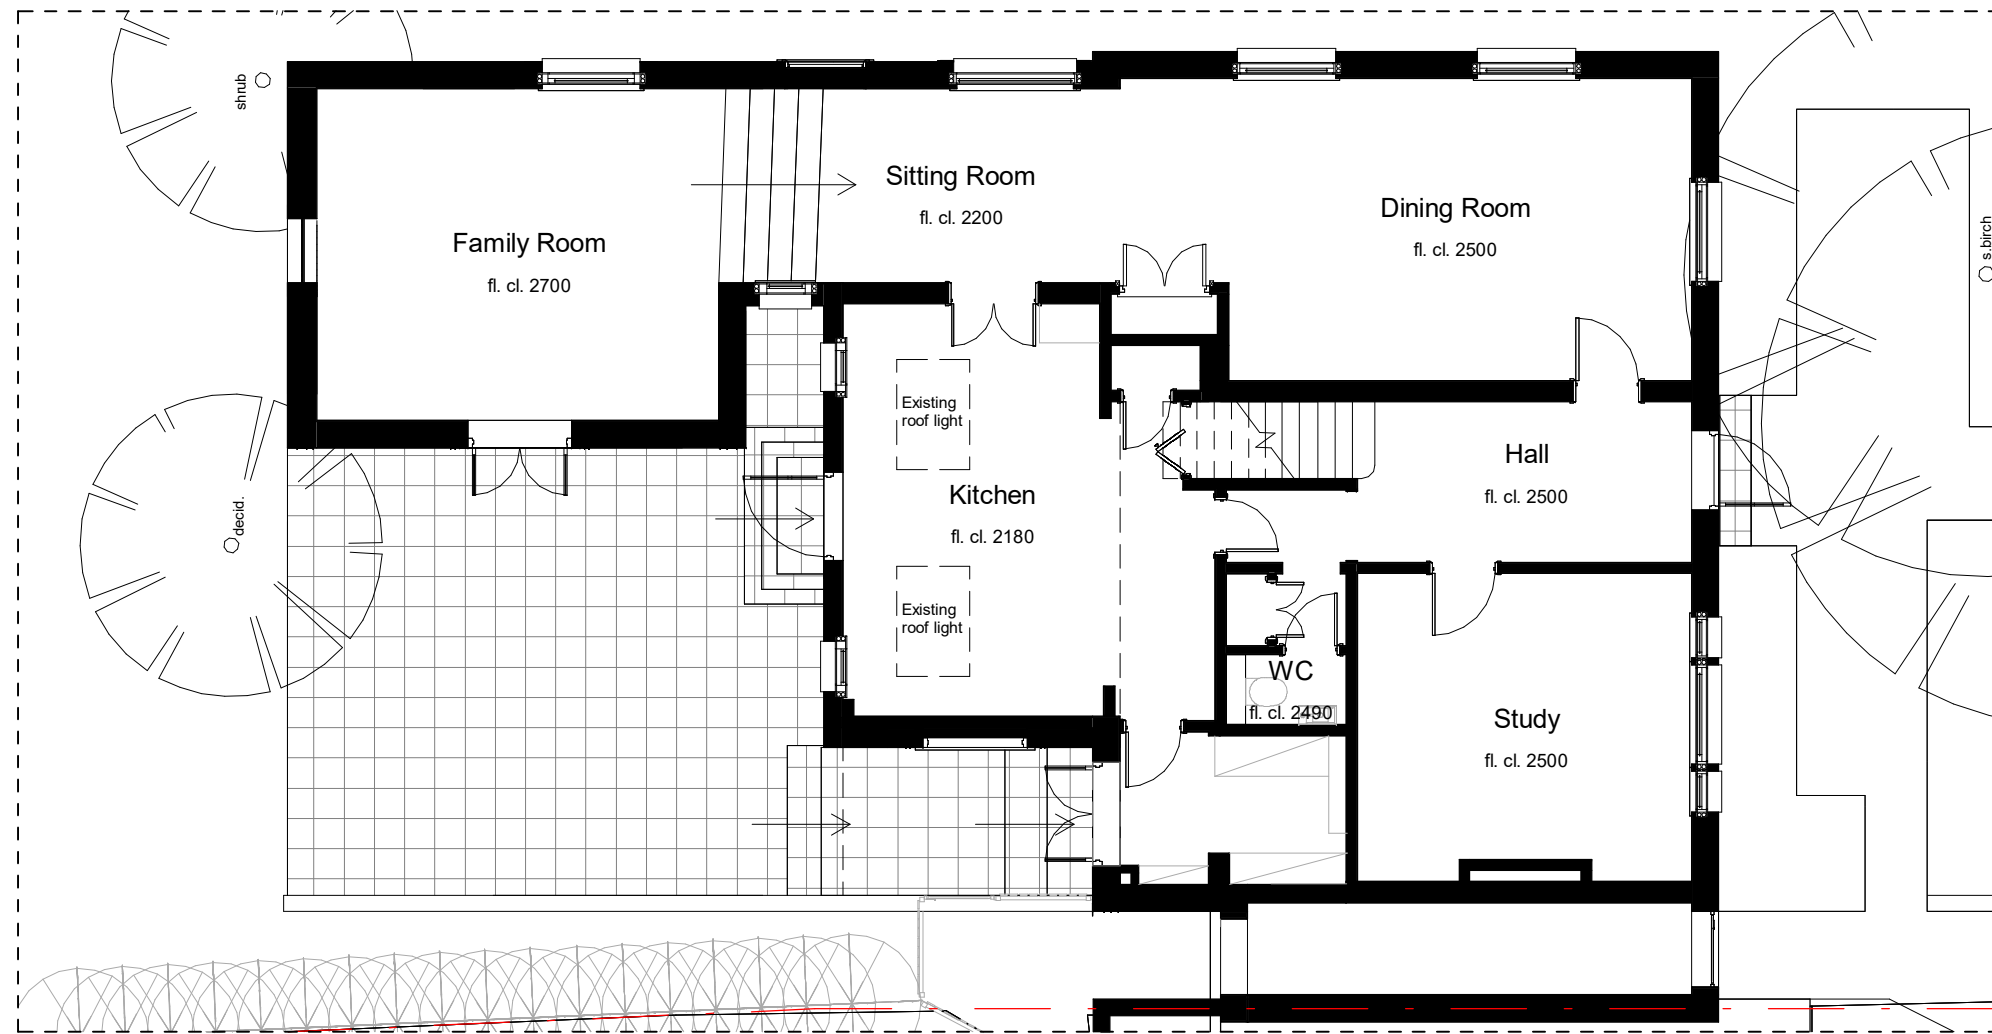 shrub
Sitting Room
fl. cl. 2200
Dining Room
fl. cl. 2500
Family Room
fl. cl. 2700
s.birch
Existing
roof light
Hall
fl. cl. 2500
Kitchen
fl. cl. 2180
decid.
Existing
roof light
WC
fl. cl. 2490
Study
fl. cl. 2500